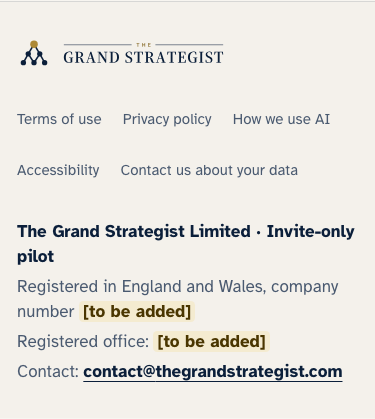 THE
GRAND STRATEGIST
Terms of use Privacy policy How we use AI
Accessibility Contact us about your data
The Grand Strategist Limited · Invite-only
pilot
Registered in England and Wales, company
number [to be added]
Registered office: [to be added]
Contact: contact@thegrandstrategist.com